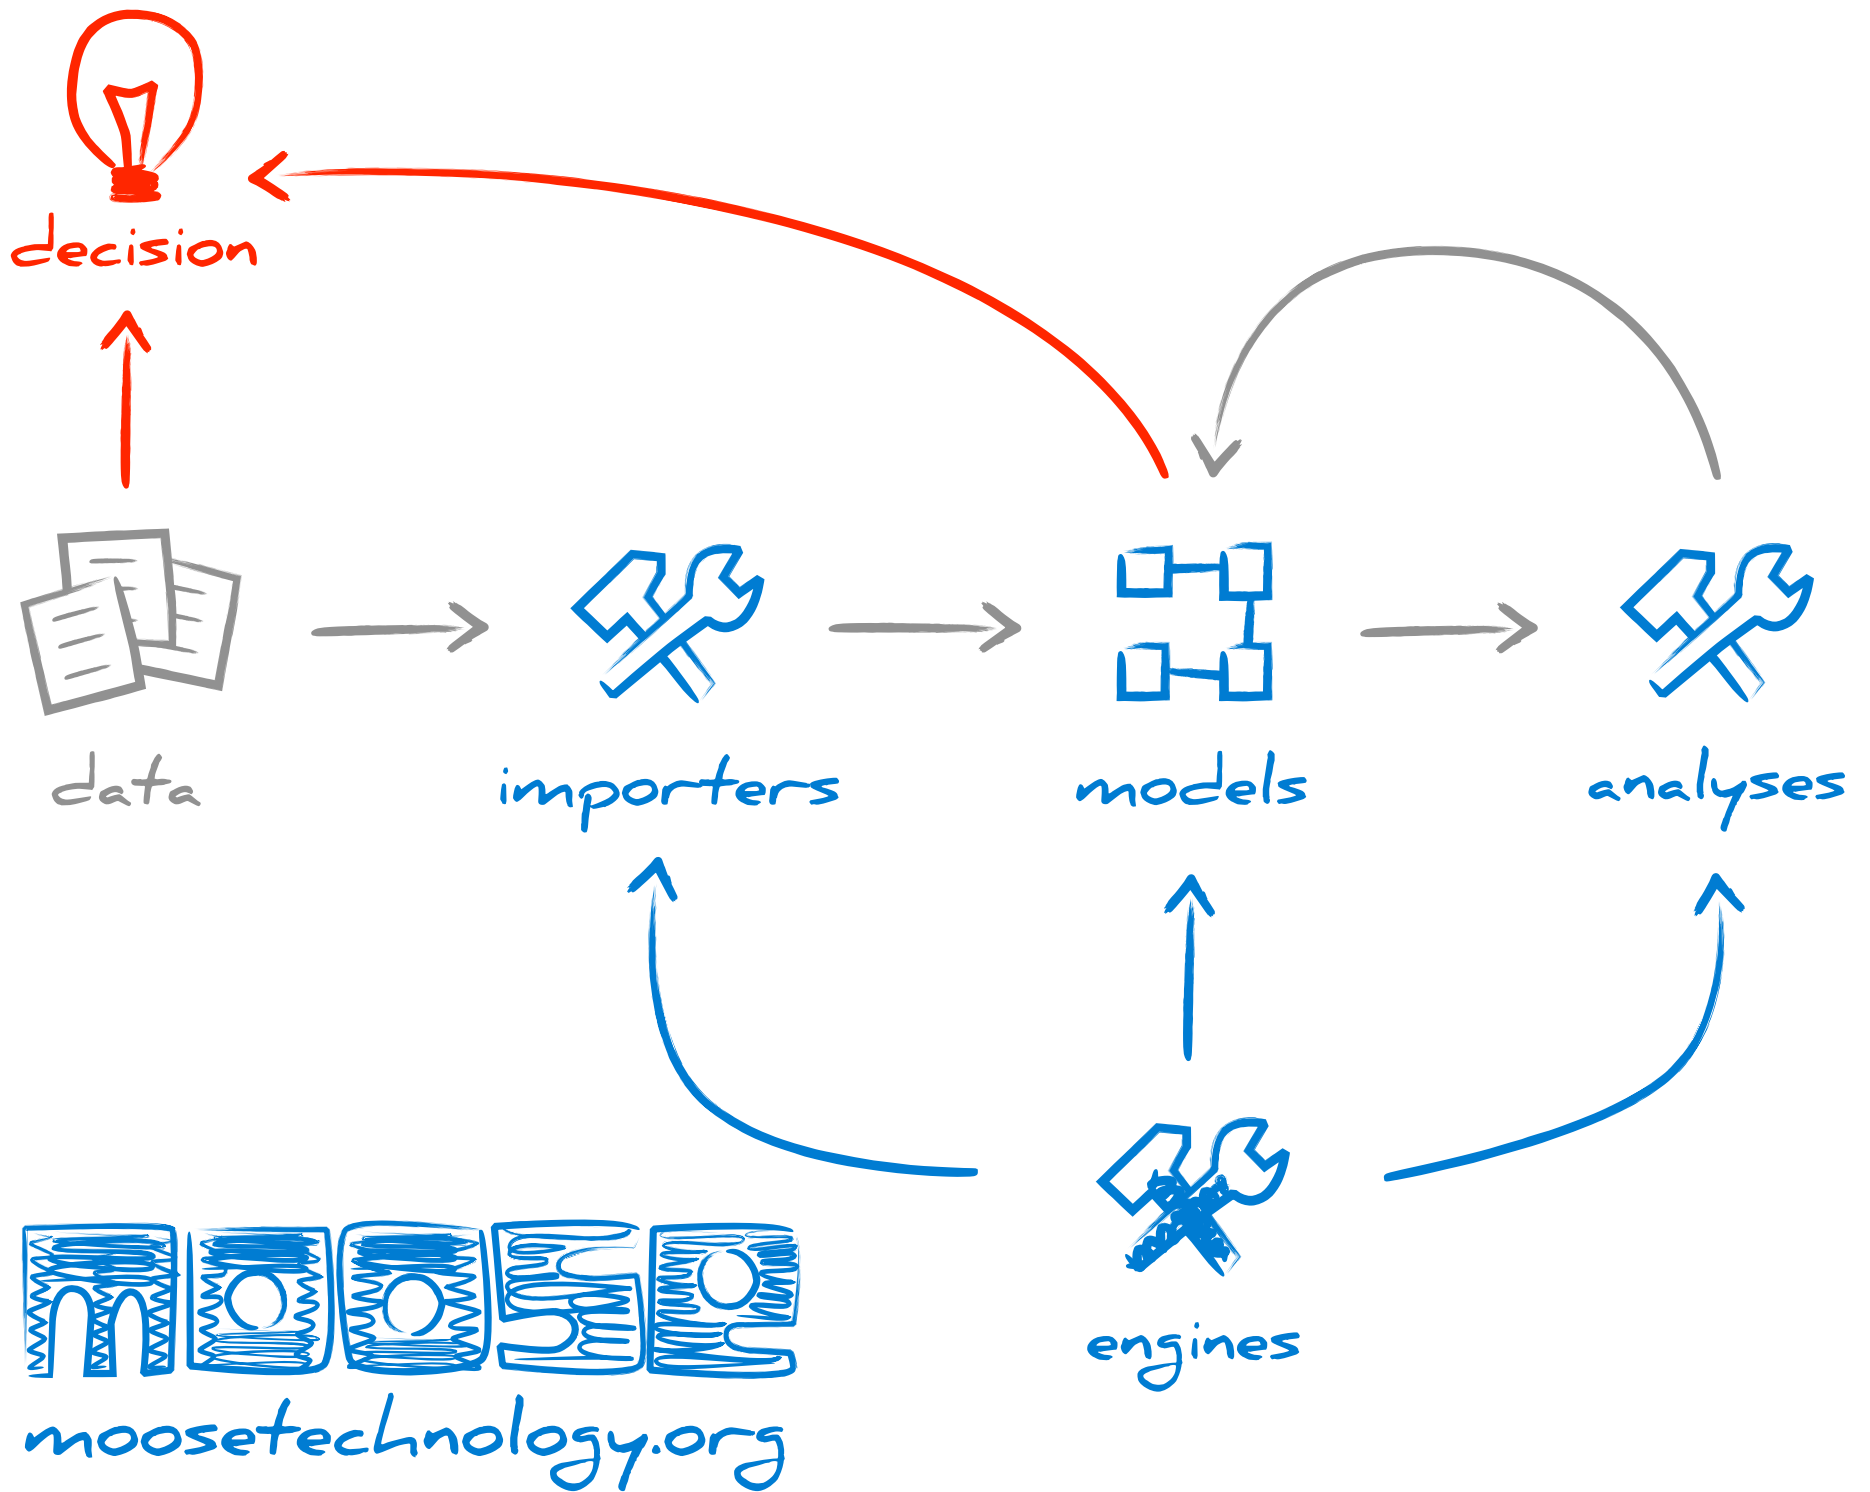 decision
data
importers
models
analyses
engines
moose
moosetechnology.org